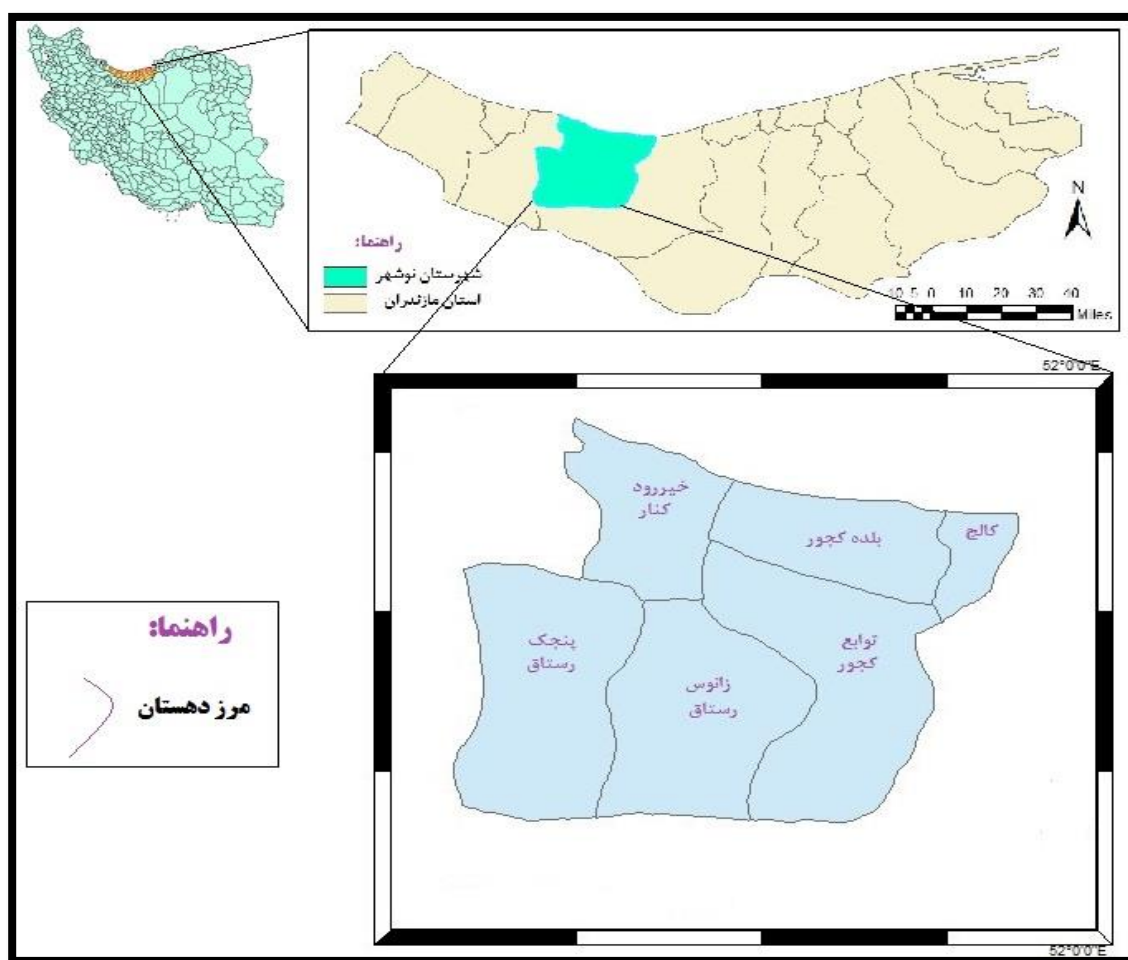 N
راهنما:
شهرستان نوشهر
استان مازندران
10 5 0 10 20 30 40
Miles
52°0'0"E
خیررود
کنار
بلده کجور
کالج
پنجک
رستاق
زانوس
رستاق
توابع
کجور
راهنما:
مرز دهستان
52°0'0"E